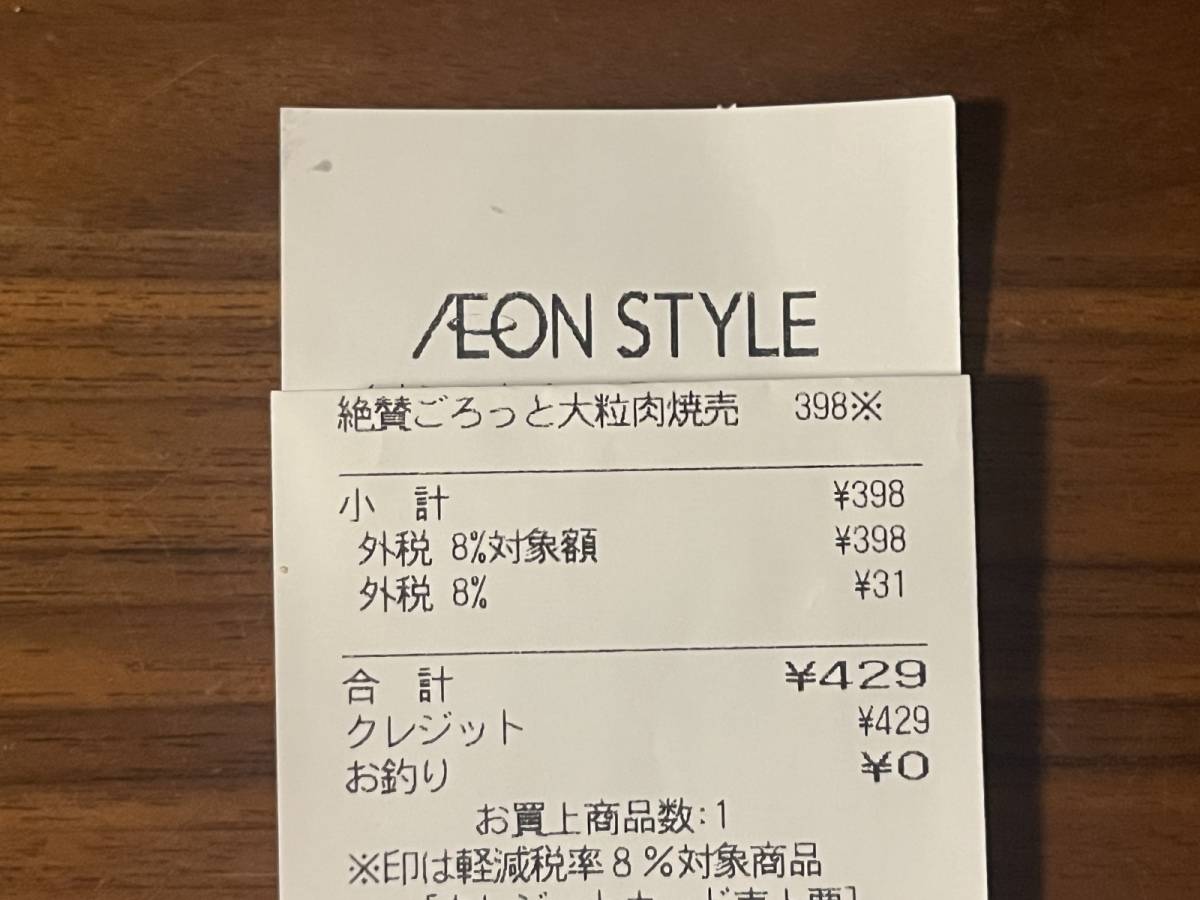 ÆON STYLE
絶賛ごろっと大粒肉焼売 398※
小 計 ¥398
外税 8%対象額 ¥398
外税 8% ¥31
合 計 ¥429
クレジット ¥429
お釣り ¥0
お買上商品数:1
※印は軽減税率8%対象商品